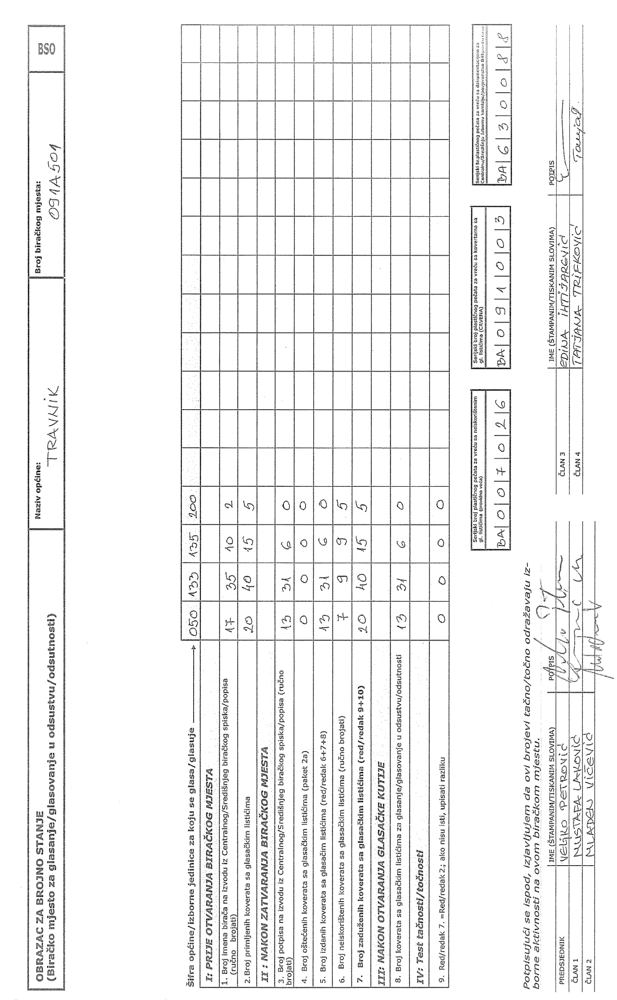 OBRAZAC ZA BROJNO STANJE
(Biračko mjesto za glasanje/glasovanje u odsustvu/odsutnosti)
Naziv općine:
TRAVNIK
Broj biračkog mjesta:
091A501
BSO
Šifra općine/izborne jedinice za koju se glasa/glasuje 050 133 135 200
I: PRIJE OTVARANJA BIRAČKOG MJESTA
1. Broj imena birača na izvodu iz Centralnog/Središnjeg biračkog spiska/popisa
(ručno brojati) 17 35 10 2
2.Broj primljenih koverata sa glasačkim listićima 20 40 15 5
II : NAKON ZATVARANJA BIRAČKOG MJESTA
3. Broj potpisa na izvodu iz Centralnog/Središnjeg biračkog spiska/popisa (ručno
brojati) 13 31 6 0
4. Broj oštećenih koverata sa glasačkim listićima (paket 2a) 0 0 0 0
5. Broj izdanih koverata sa glasačim listićima (red/redak 6+7+8) 13 31 6 0
6. Broj neiskorištenih koverata sa glasačkim listićima (ručno brojati) 7 9 9 5
7. Broj zaduženih koverata sa glasačkim listićima (red/redak 9+10) 20 40 15 5
III: NAKON OTVARANJA GLASAČKE KUTIJE
8. Broj koverata sa glasačkim listićima za glasanje/glasovanje u odsustvu/odsutnosti 13 31 6 0
IV: Test tačnosti/točnosti
9. Red/redak 7. =Red/redak 2.; ako nisu isti, upisati razliku 0 0 0 0
Serijski broj plastičnog pečata za vreću sa neiskorištenim
gl. listićima (providna veća)
BA 0 0 7 0 2 6
Serijski broj plastičnog pečata za vreću sa kovertama sa
gl. listićima (CRVENA)
BA 0 9 1 0 0 3
Serijski br.plastičnog pečata za vreću sa dokumentacijom za
Centralnu/Središnju Izbornu komisiju/povjerenstvo BiH
BA 6 3 0 0 8 8
Potpisujući se ispod, izjavljujem da ovi brojevi tačno/točno odražavaju iz-
borne aktivnosti na ovom biračkom mjestu.
IME (ŠTAMPANIM/TISKANIM SLOVIMA) POTPIS
PREDSJEDNIK VELJKO PETROVIĆ
ČLAN 1 MUSTAFA LAKOVIĆ
ČLAN 2 MLADEN VIČEVIĆ
IME (ŠTAMPANIM/TISKANIM SLOVIMA) POTPIS
ČLAN 3 EDINA IHTIJAREVIĆ
ČLAN 4 TATJANA TRIFKOVIĆ